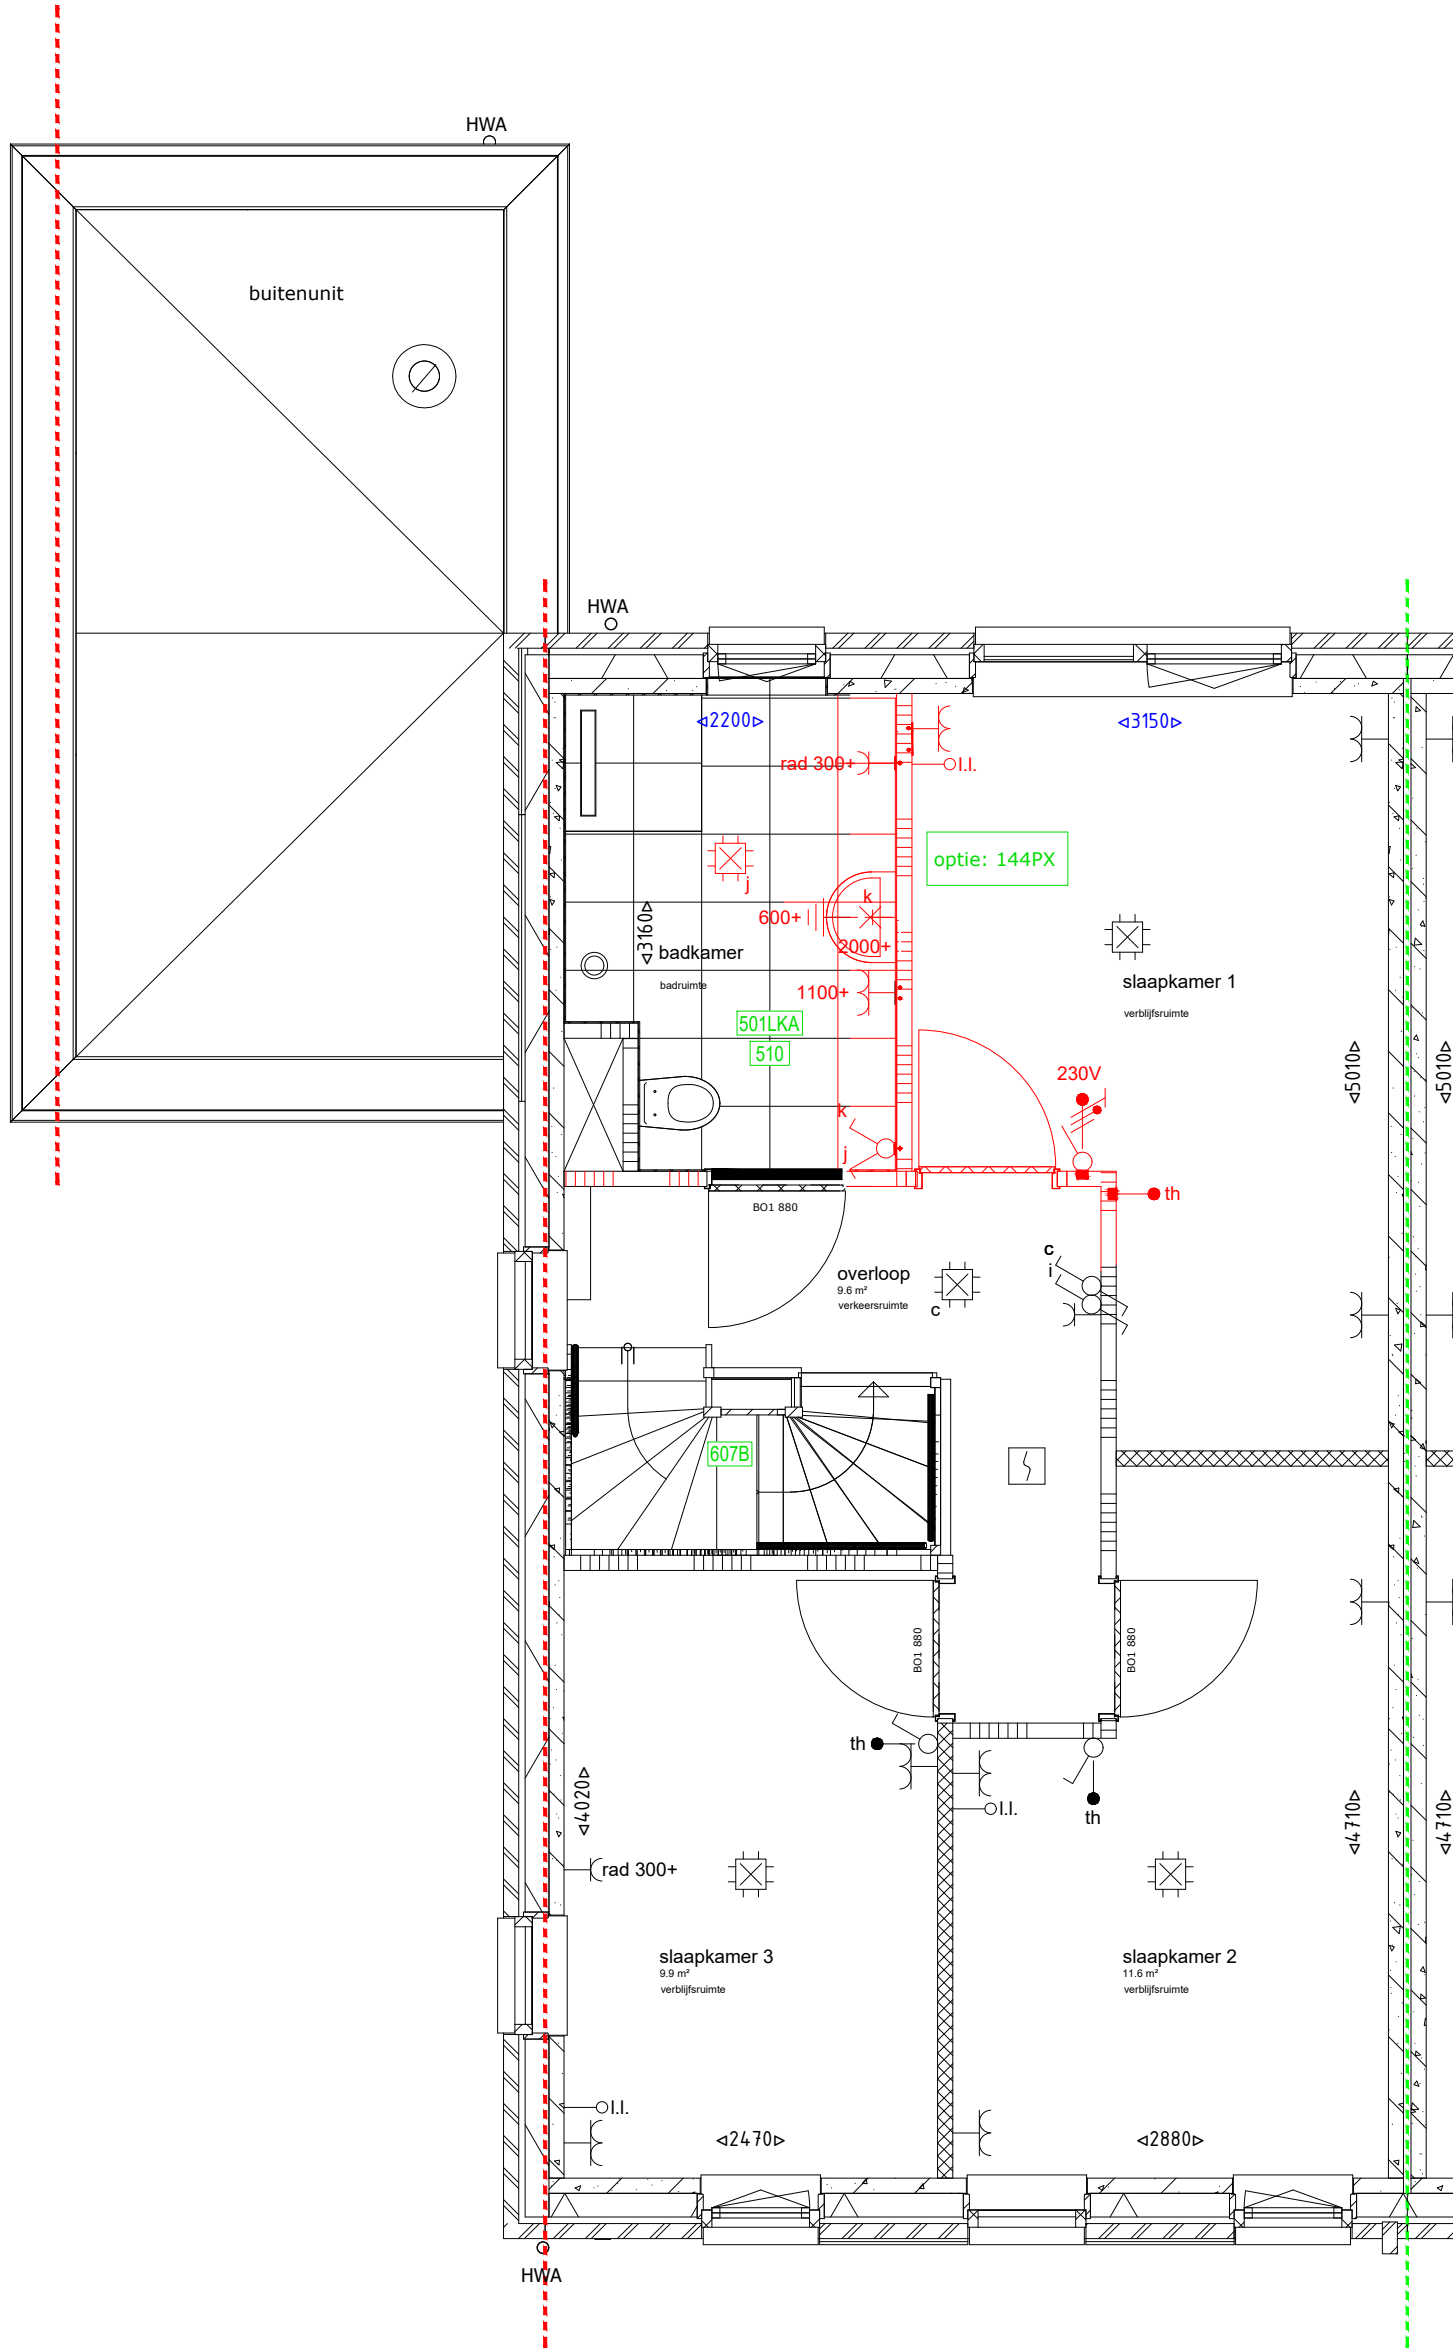 HWA
buitenunit
HWA
2200
3150
rad 300+
l.l.
optie: 144PX
j
k
600+
2000+
3160
badkamer
badruimte
1100+
slaapkamer 1
verblijfsruimte
501LKA
510
5010
5010
230V
k
j
th
BO1 880
overloop
9.6 m²
verkeersruimte
c
c
i
607B
BO1 880
BO1 880
th
l.l.
th
4020
4710
4710
rad 300+
slaapkamer 3
9.9 m²
verblijfsruimte
slaapkamer 2
11.6 m²
verblijfsruimte
l.l.
2470
2880
HWA